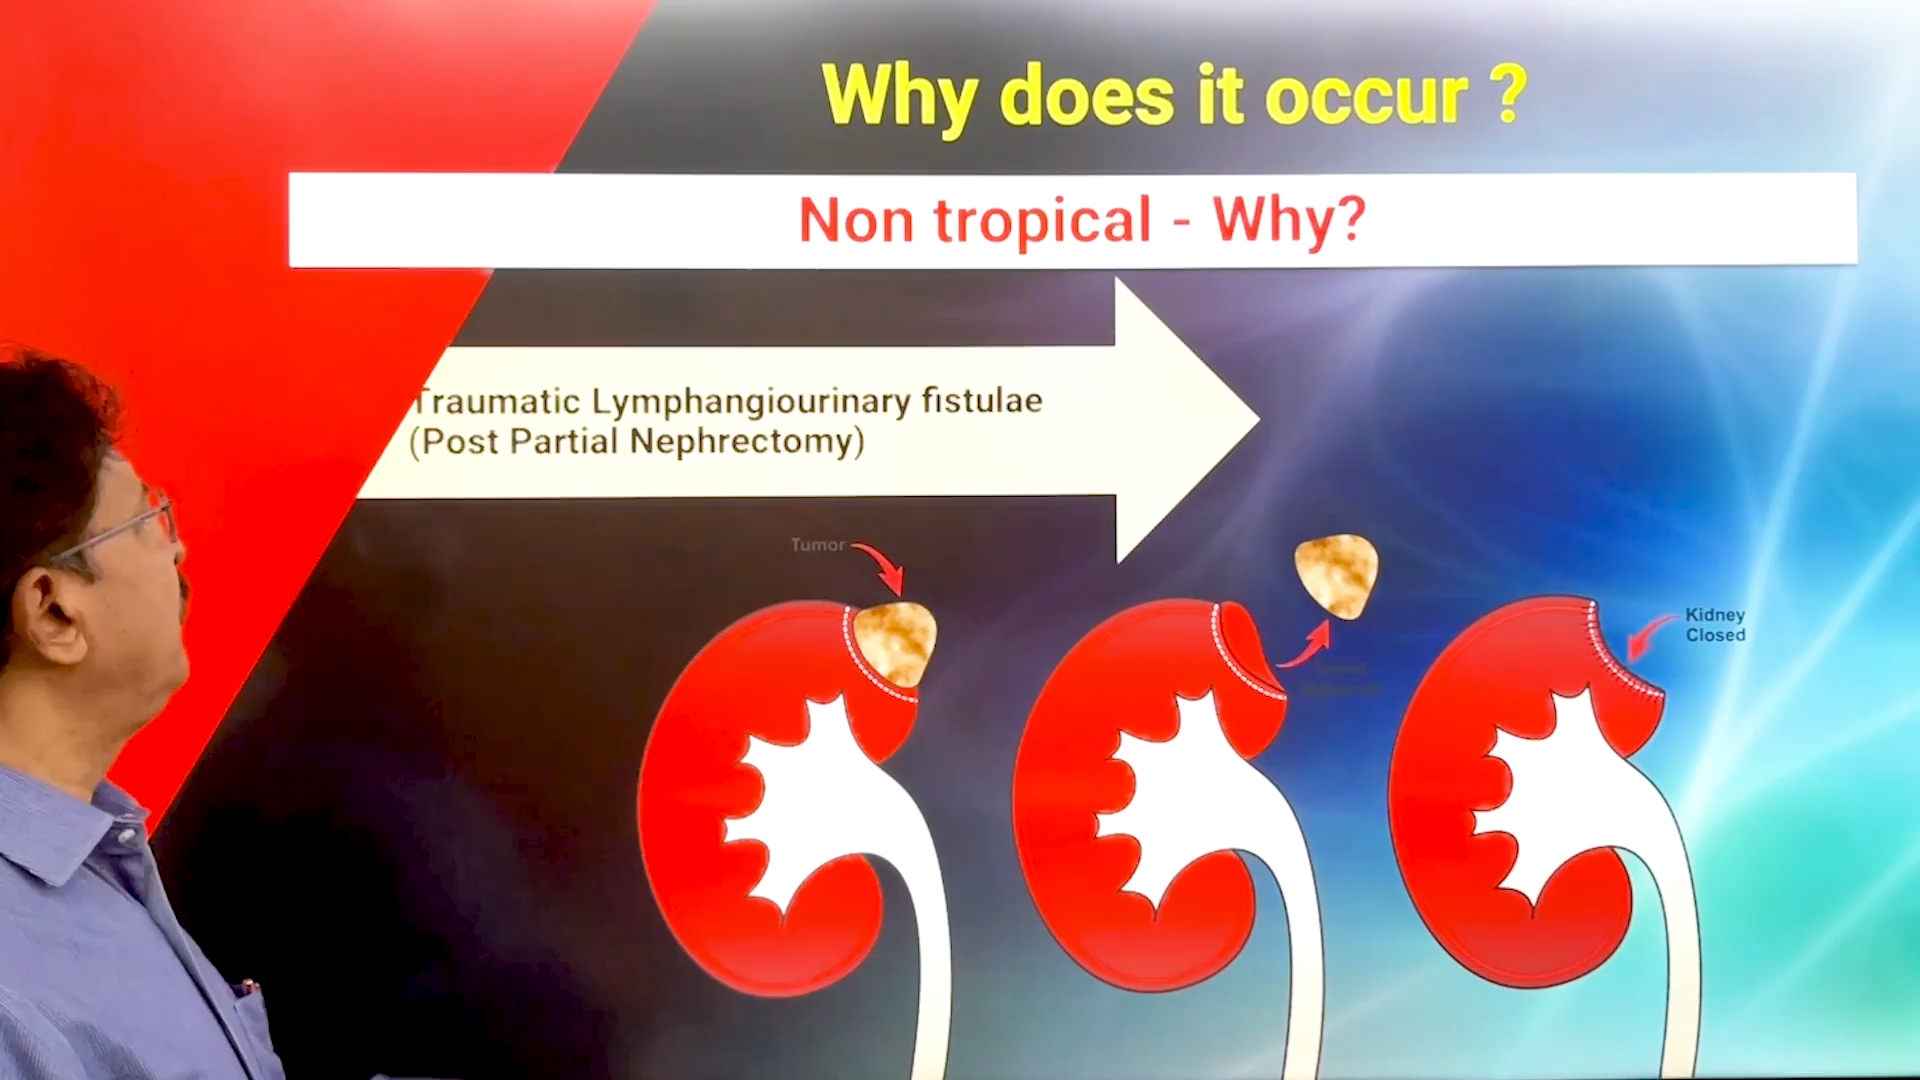 Why does it occur ?
Non tropical - Why?
Traumatic Lymphangiourinary fistulae
(Post Partial Nephrectomy)
Tumor
Kidney
Closed